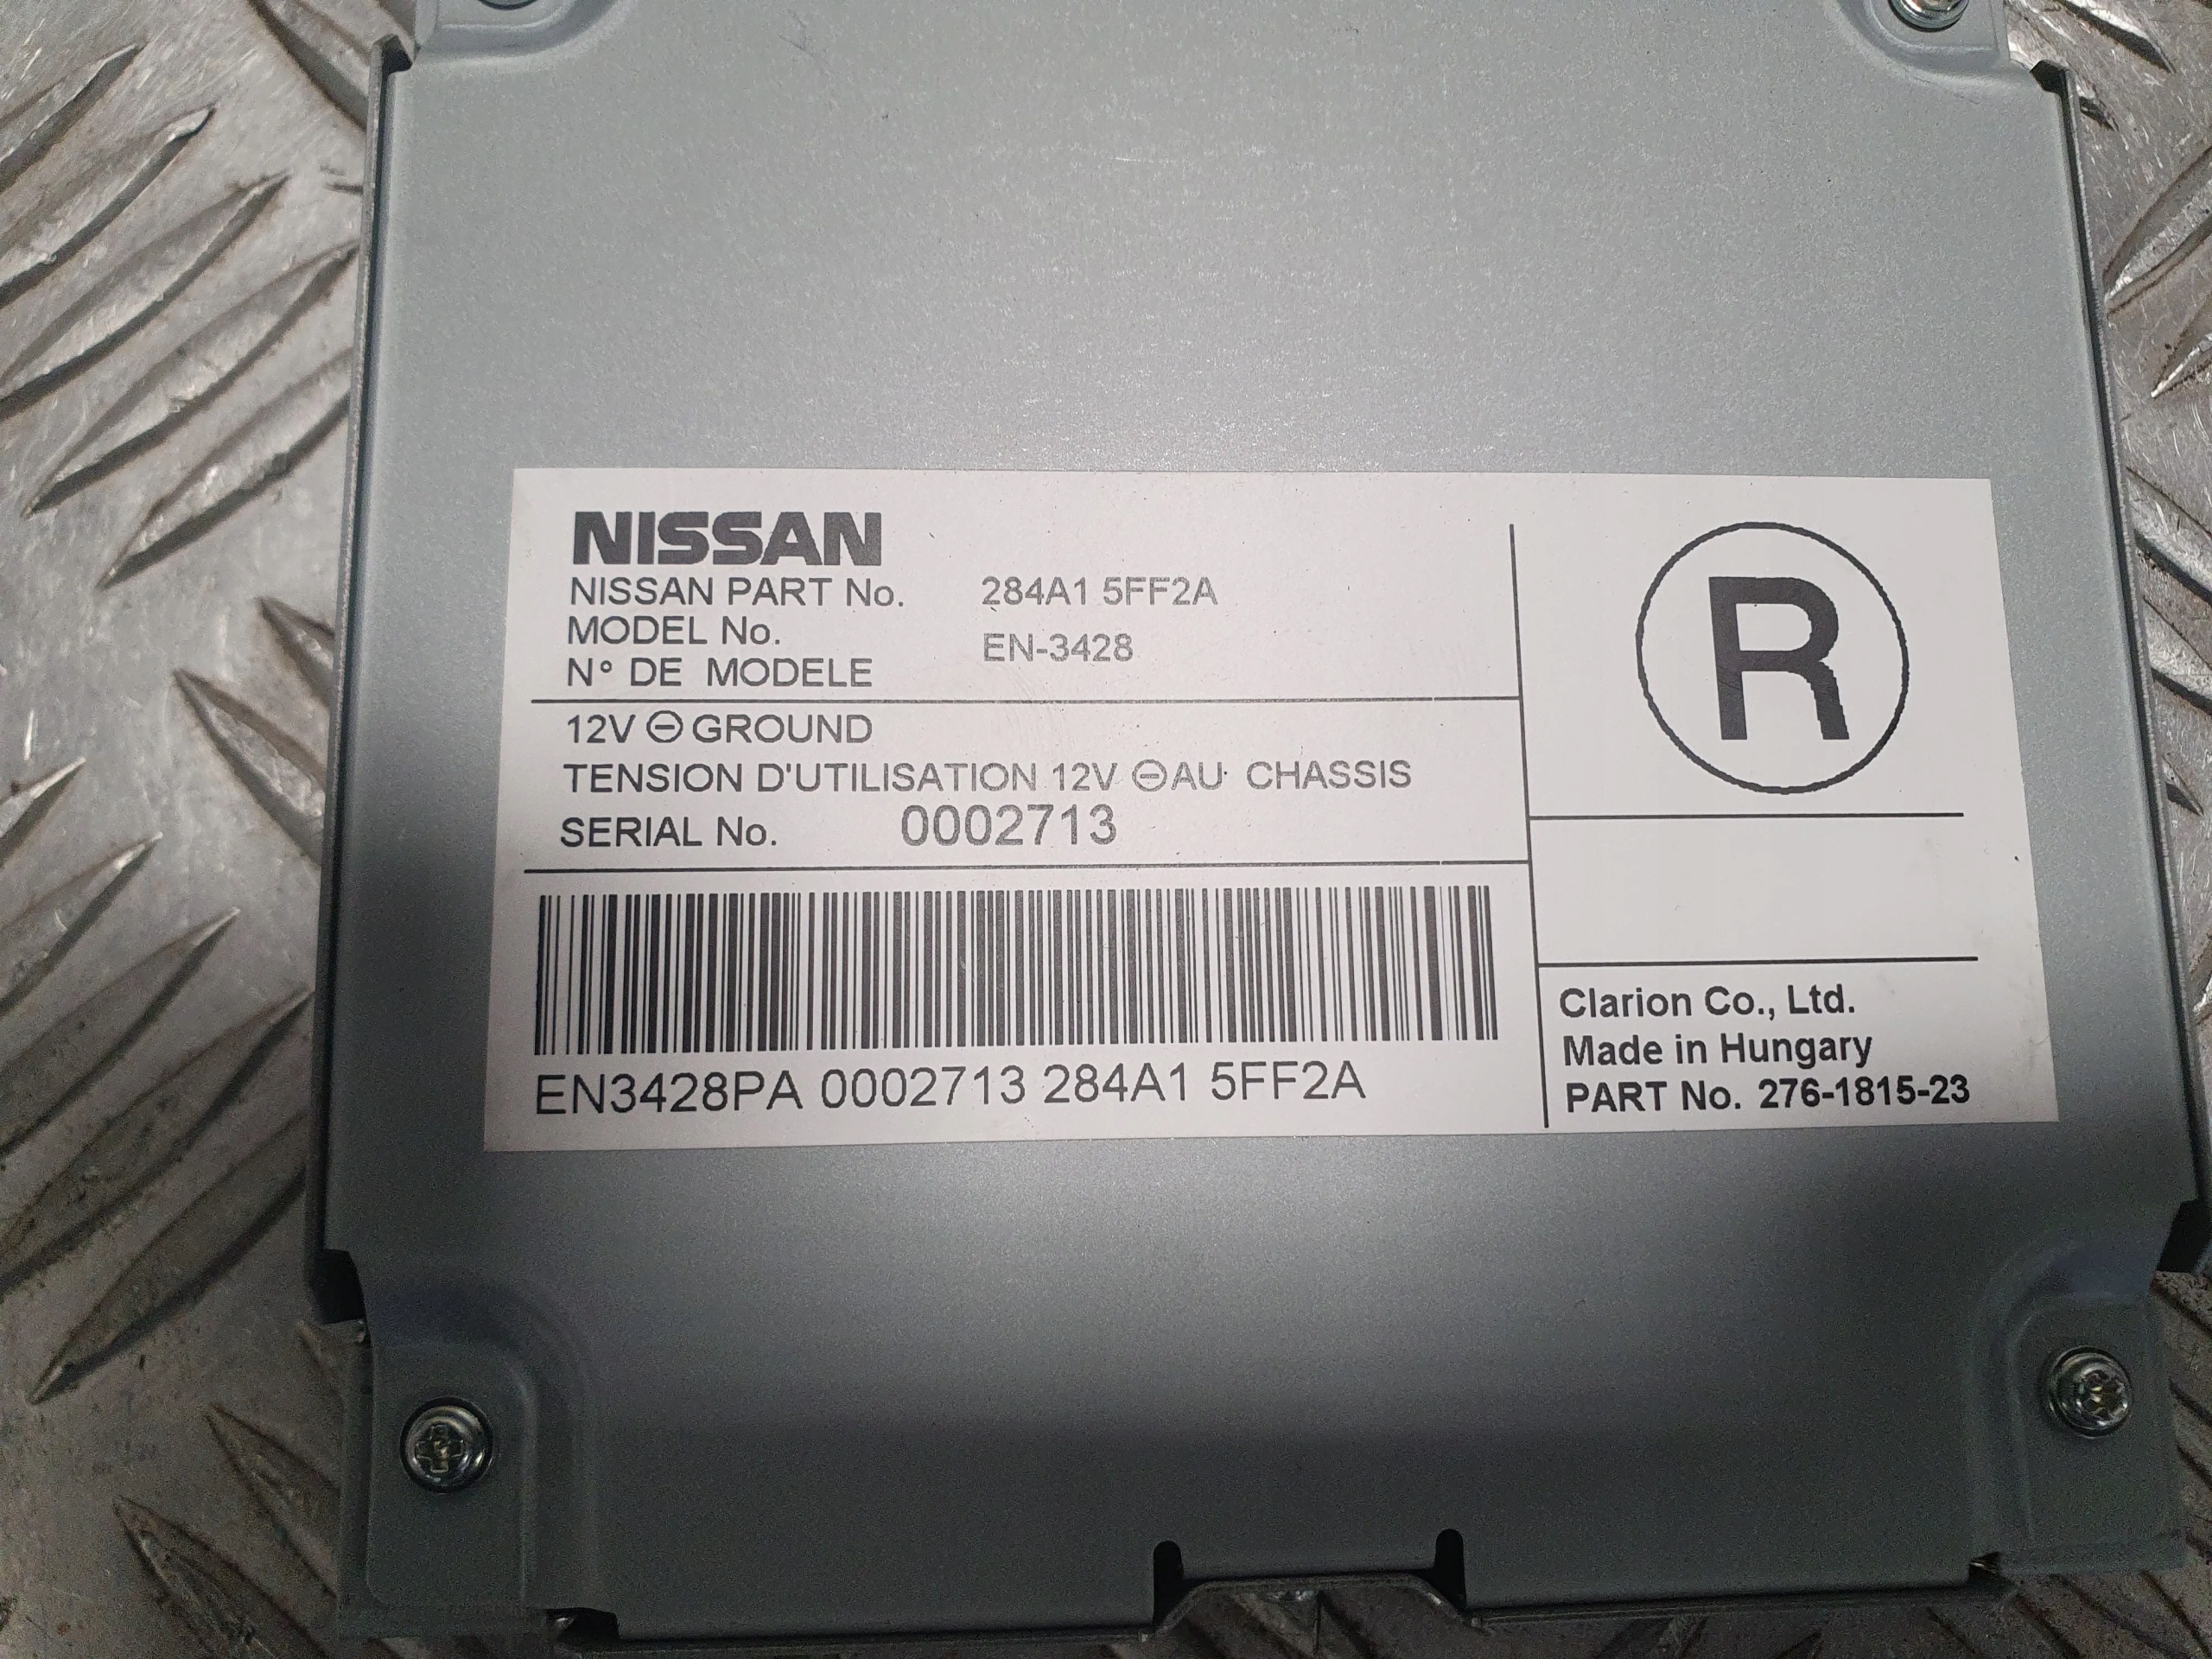 NISSAN
NISSAN PART No. 284A1 5FF2A
MODEL No.
N° DE MODELE EN-3428
12V ⊖ GROUND
TENSION D'UTILISATION 12V ⊖ AU CHASSIS
SERIAL No. 0002713
EN3428PA 0002713 284A1 5FF2A
R
Clarion Co., Ltd.
Made in Hungary
PART No. 276-1815-23